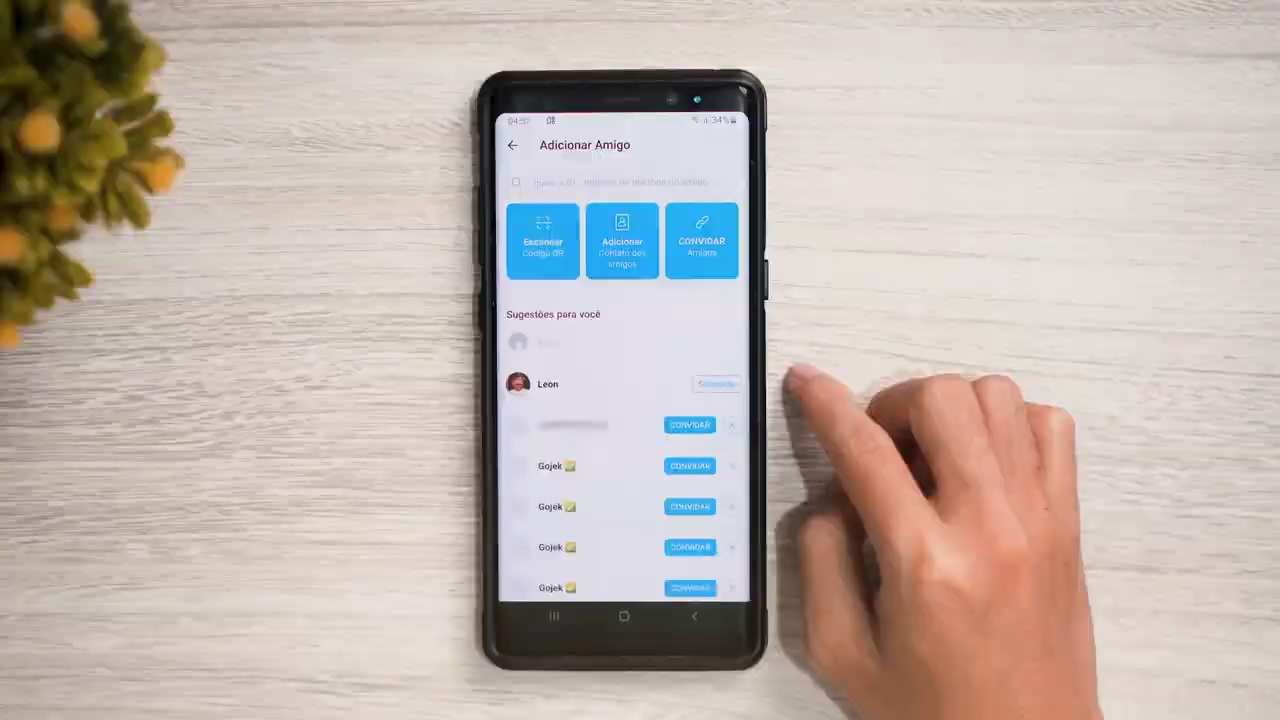 34%
Adicionar Amigo
Escanear
Código QR
Adicionar
Contato dos
amigos
CONVIDAR
Amigos
Sugestões para você
Leon
CONVIDAR
Gojek ✅
CONVIDAR
Gojek ✅
CONVIDAR
Gojek ✅
CONVIDAR
Gojek ✅
CONVIDAR